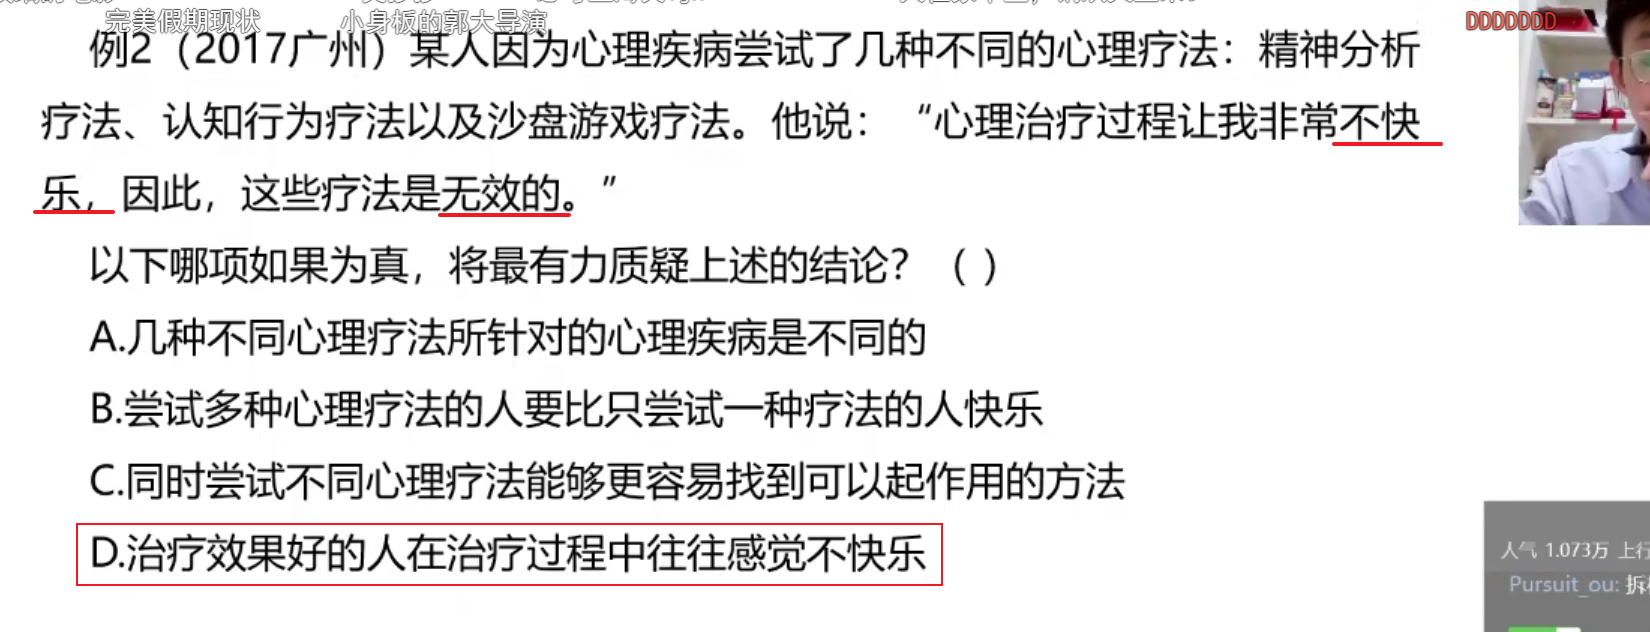 完美假期现状
小身板的郭大导演
DDDDDDD
例2（2017广州）某人因为心理疾病尝试了几种不同的心理疗法：精神分析
疗法、认知行为疗法以及沙盘游戏疗法。他说：“心理治疗过程让我非常不快
乐，因此，这些疗法是无效的。”
以下哪项如果为真，将最有力质疑上述的结论？（ ）
A.几种不同心理疗法所针对的心理疾病是不同的
B.尝试多种心理疗法的人要比只尝试一种疗法的人快乐
C.同时尝试不同心理疗法能够更容易找到可以起作用的方法
D.治疗效果好的人在治疗过程中往往感觉不快乐
人气 1.073万 上行
Pursuit_ou: 拆